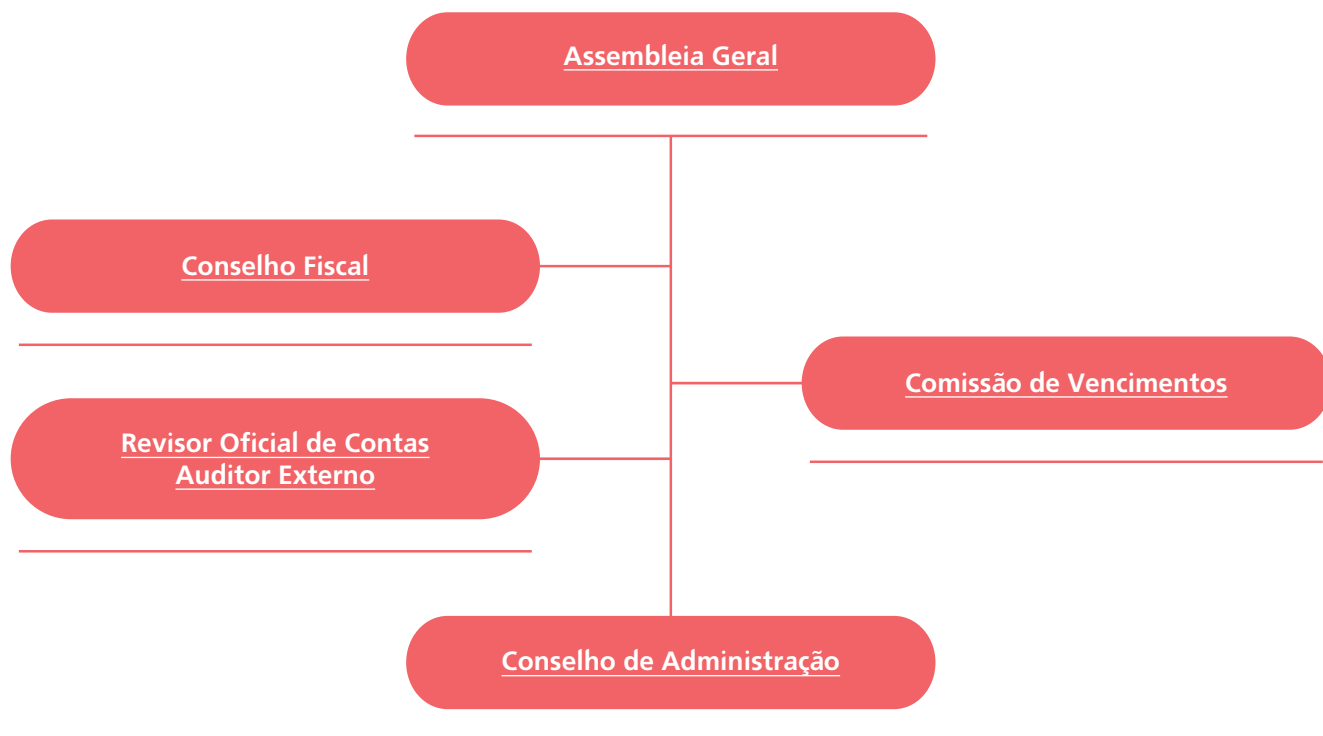 Assembleia Geral
Conselho Fiscal
Comissão de Vencimentos
Revisor Oficial de Contas
Auditor Externo
Conselho de Administração